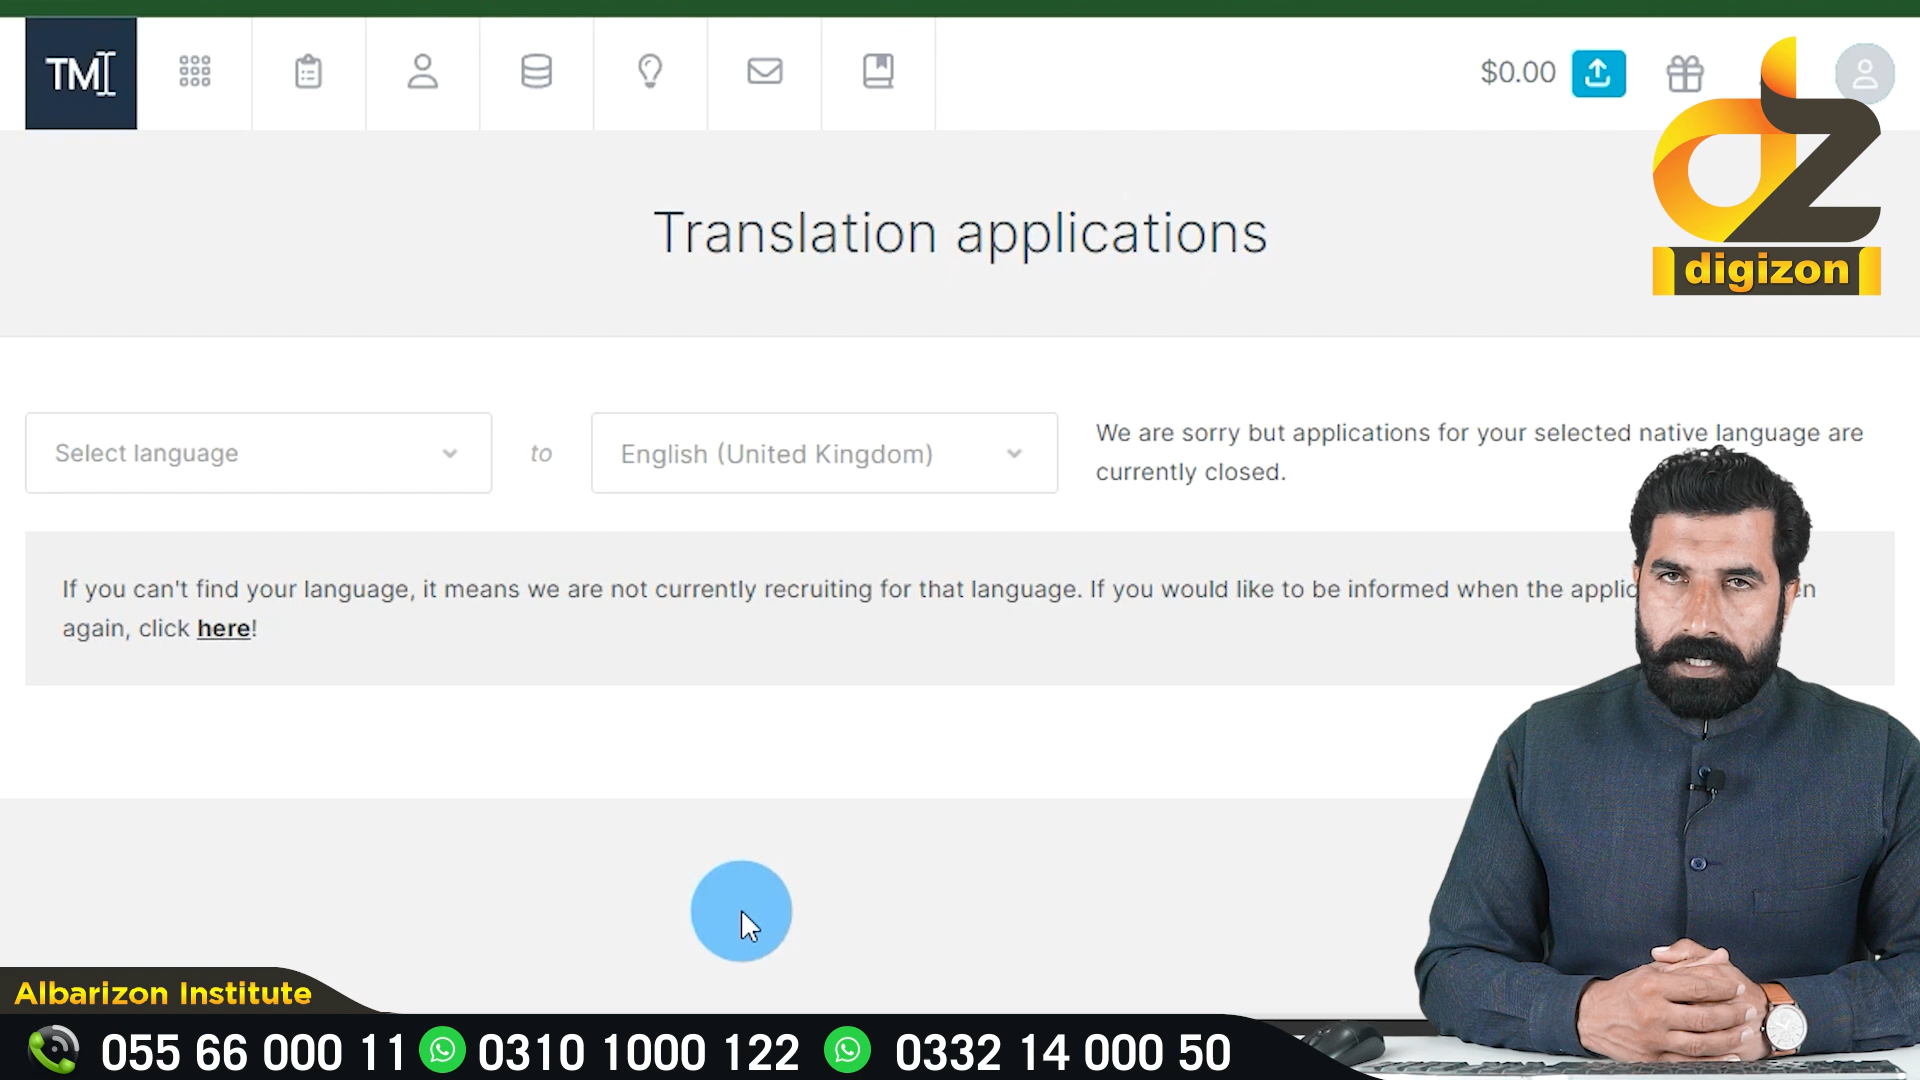 TM
$0.00
digizon
Translation applications
Select language
to
English (United Kingdom)
We are sorry but applications for your selected native language are
currently closed.
If you can't find your language, it means we are not currently recruiting for that language. If you would like to be informed when the
again, click here!
Albarizon Institute
055 66 000 11
0310 1000 122
0332 14 000 50